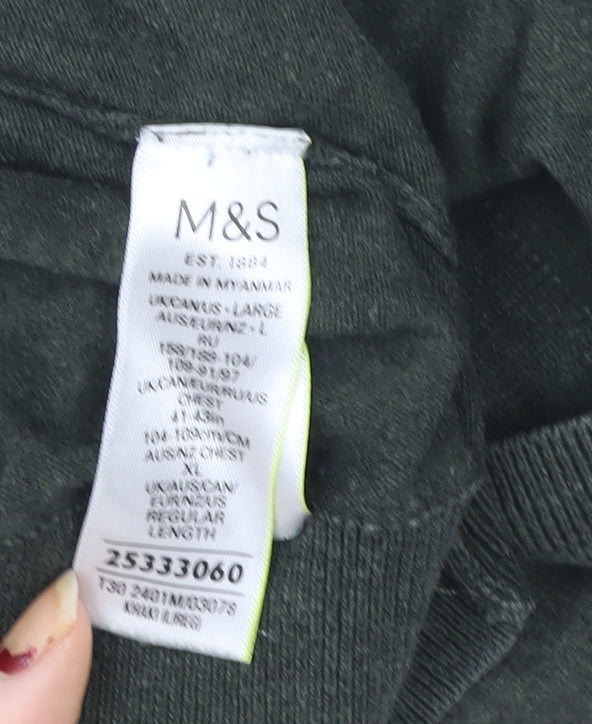 M&S
EST. 1884
MADE IN MYANMAR
UK/CAN/US - LARGE
AUS/EUR/NZ - L
RU
188/188-104/
109-91/97
UK/CAN/EUR/RU/US
CHEST
41-43in
104-109cm/CM
AUS/NZ CHEST
XL
UK/AUS/CAN/
EUR/NZ/US
REGULAR
LENGTH
25333060
T30 2401M/03078
KHAKI (L/REG)